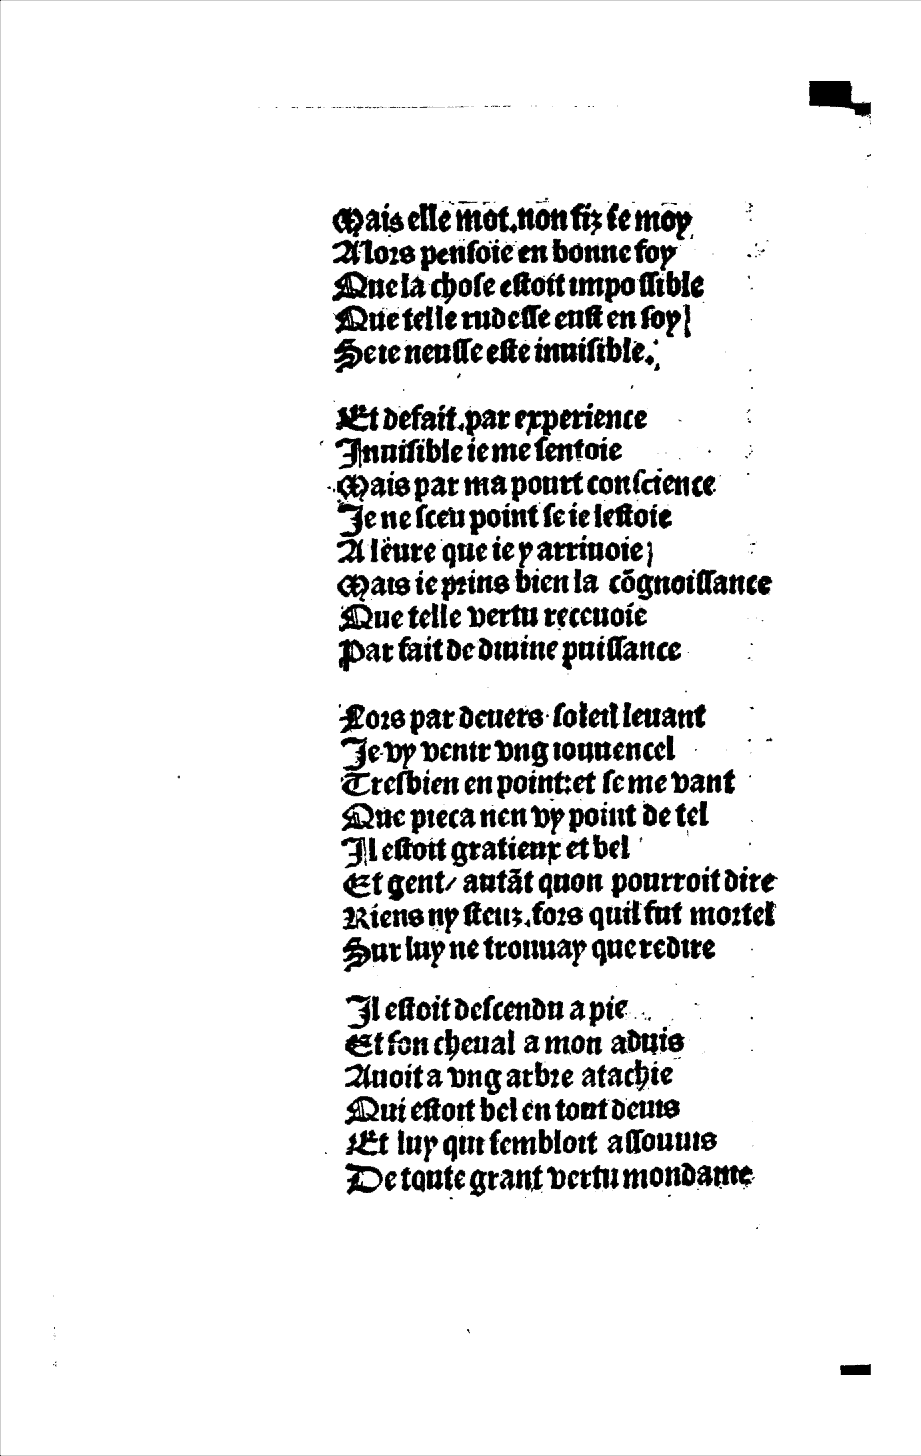 Mais elle mot.non fiz se moy
Alors pensoie en bonne foy
Que la chose estoit impossible
Que telle rudesse eust en soy
Se ie neusse este inuisible.

Et defait.par experience
Inuisible ie me sentoie
Mais par ma pourt conscience
Je ne sceu point se ie lestoie
A leure que ie y arriuoie
Mais ie prins bien la cõgnoissance
Que telle vertu receuoie
Par fait de diuine puissance

Lors par deuers soleil leuant
Je vy venir vng iouuencel
Tresbien en point:et se me vant
Que pieca nen vy point de tel
Il estoit gratieux et bel
Et gent/ autãt quon pourroit dire
Riens ny sceuz.fors quil fut mortel
Sur luy ne trouuay que redire

Il estoit descendu a pie
Et son cheual a mon aduis
Auoit a vng arbre atachie
Qui estoit bel en tout deuis
Et luy qui sembloit assouuis
De toute grant vertu mondaine